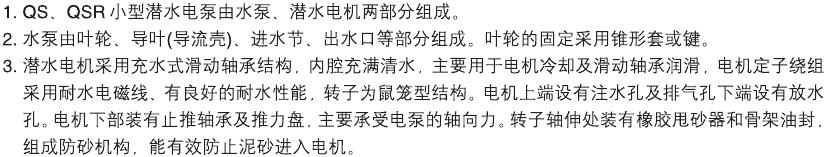 1. QS、QSR 小型潜水电泵由水泵、潜水电机两部分组成。
2. 水泵由叶轮、导叶(导流壳)、进水节、出水口等部分组成。叶轮的固定采用锥形套或键。
3. 潜水电机采用充水式滑动轴承结构，内腔充满清水，主要用于电机冷却及滑动轴承润滑，电机定子绕组
采用耐水电磁线、有良好的耐水性能，转子为鼠笼型结构。电机上端设有注水孔及排气孔下端设有放水
孔。电机下部装有止推轴承及推力盘，主要承受电泵的轴向力。转子轴伸处装有橡胶甩砂器和骨架油封，
组成防砂机构，能有效防止泥砂进入电机。